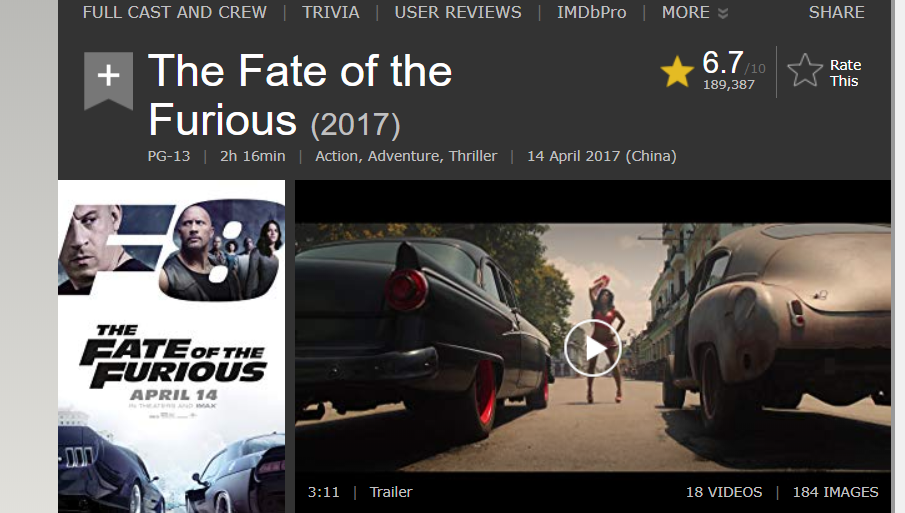 FULL CAST AND CREW | TRIVIA | USER REVIEWS | IMDbPro | MORE SHARE
+ The Fate of the
Furious (2017)
6.7/10
189,387
Rate
This
PG-13 | 2h 16min | Action, Adventure, Thriller | 14 April 2017 (China)
F8
THE
FATE OF THE
FURIOUS
APRIL 14
IN THEATERS AND IMAX
3:11 | Trailer 18 VIDEOS | 184 IMAGES